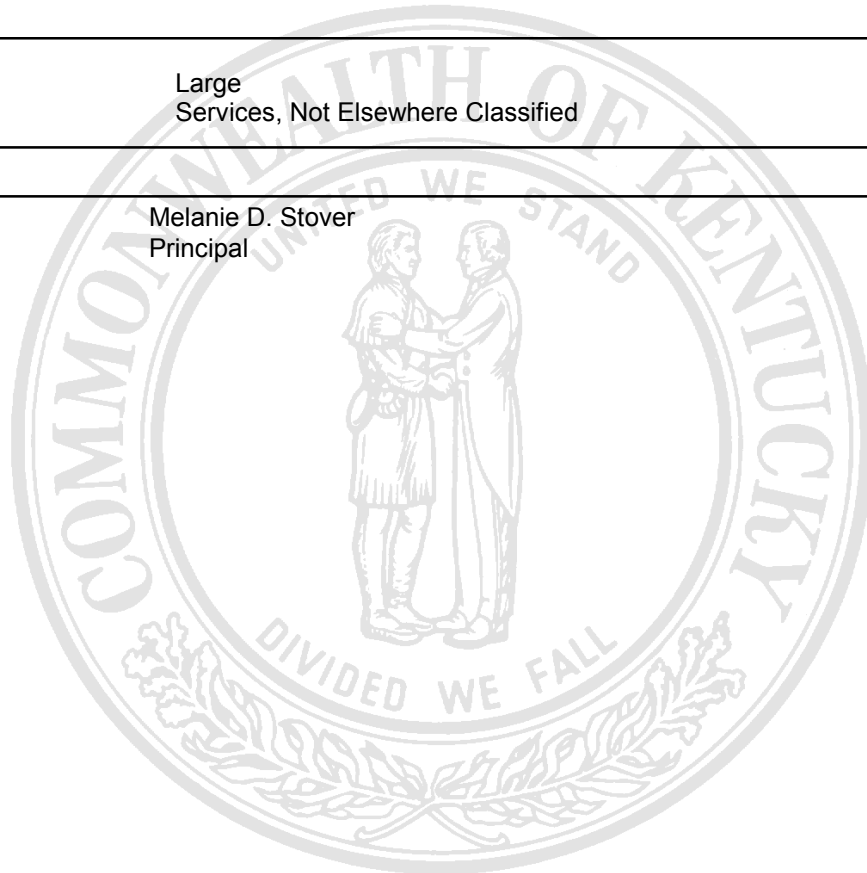 Large
Services, Not Elsewhere Classified
Melanie D. Stover
Principal
COMMONWEALTH OF KENTUCKY
UNITED WE STAND
DIVIDED WE FALL